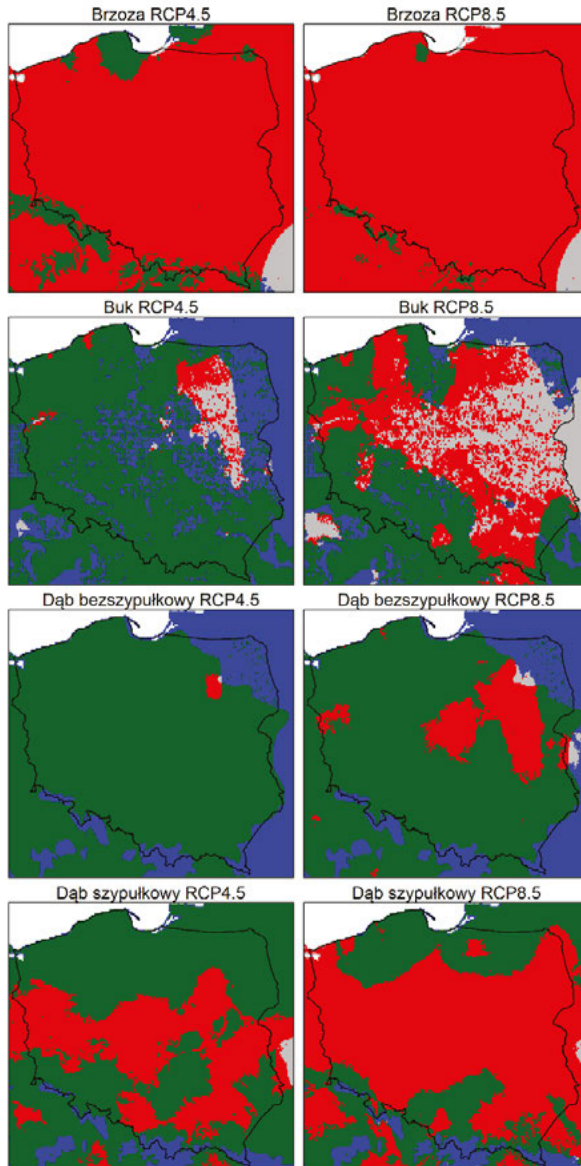 Brzoza RCP4.5
Brzoza RCP8.5
Buk RCP4.5
Buk RCP8.5
Dąb bezszypułkowy RCP4.5
Dąb bezszypułkowy RCP8.5
Dąb szypułkowy RCP4.5
Dąb szypułkowy RCP8.5